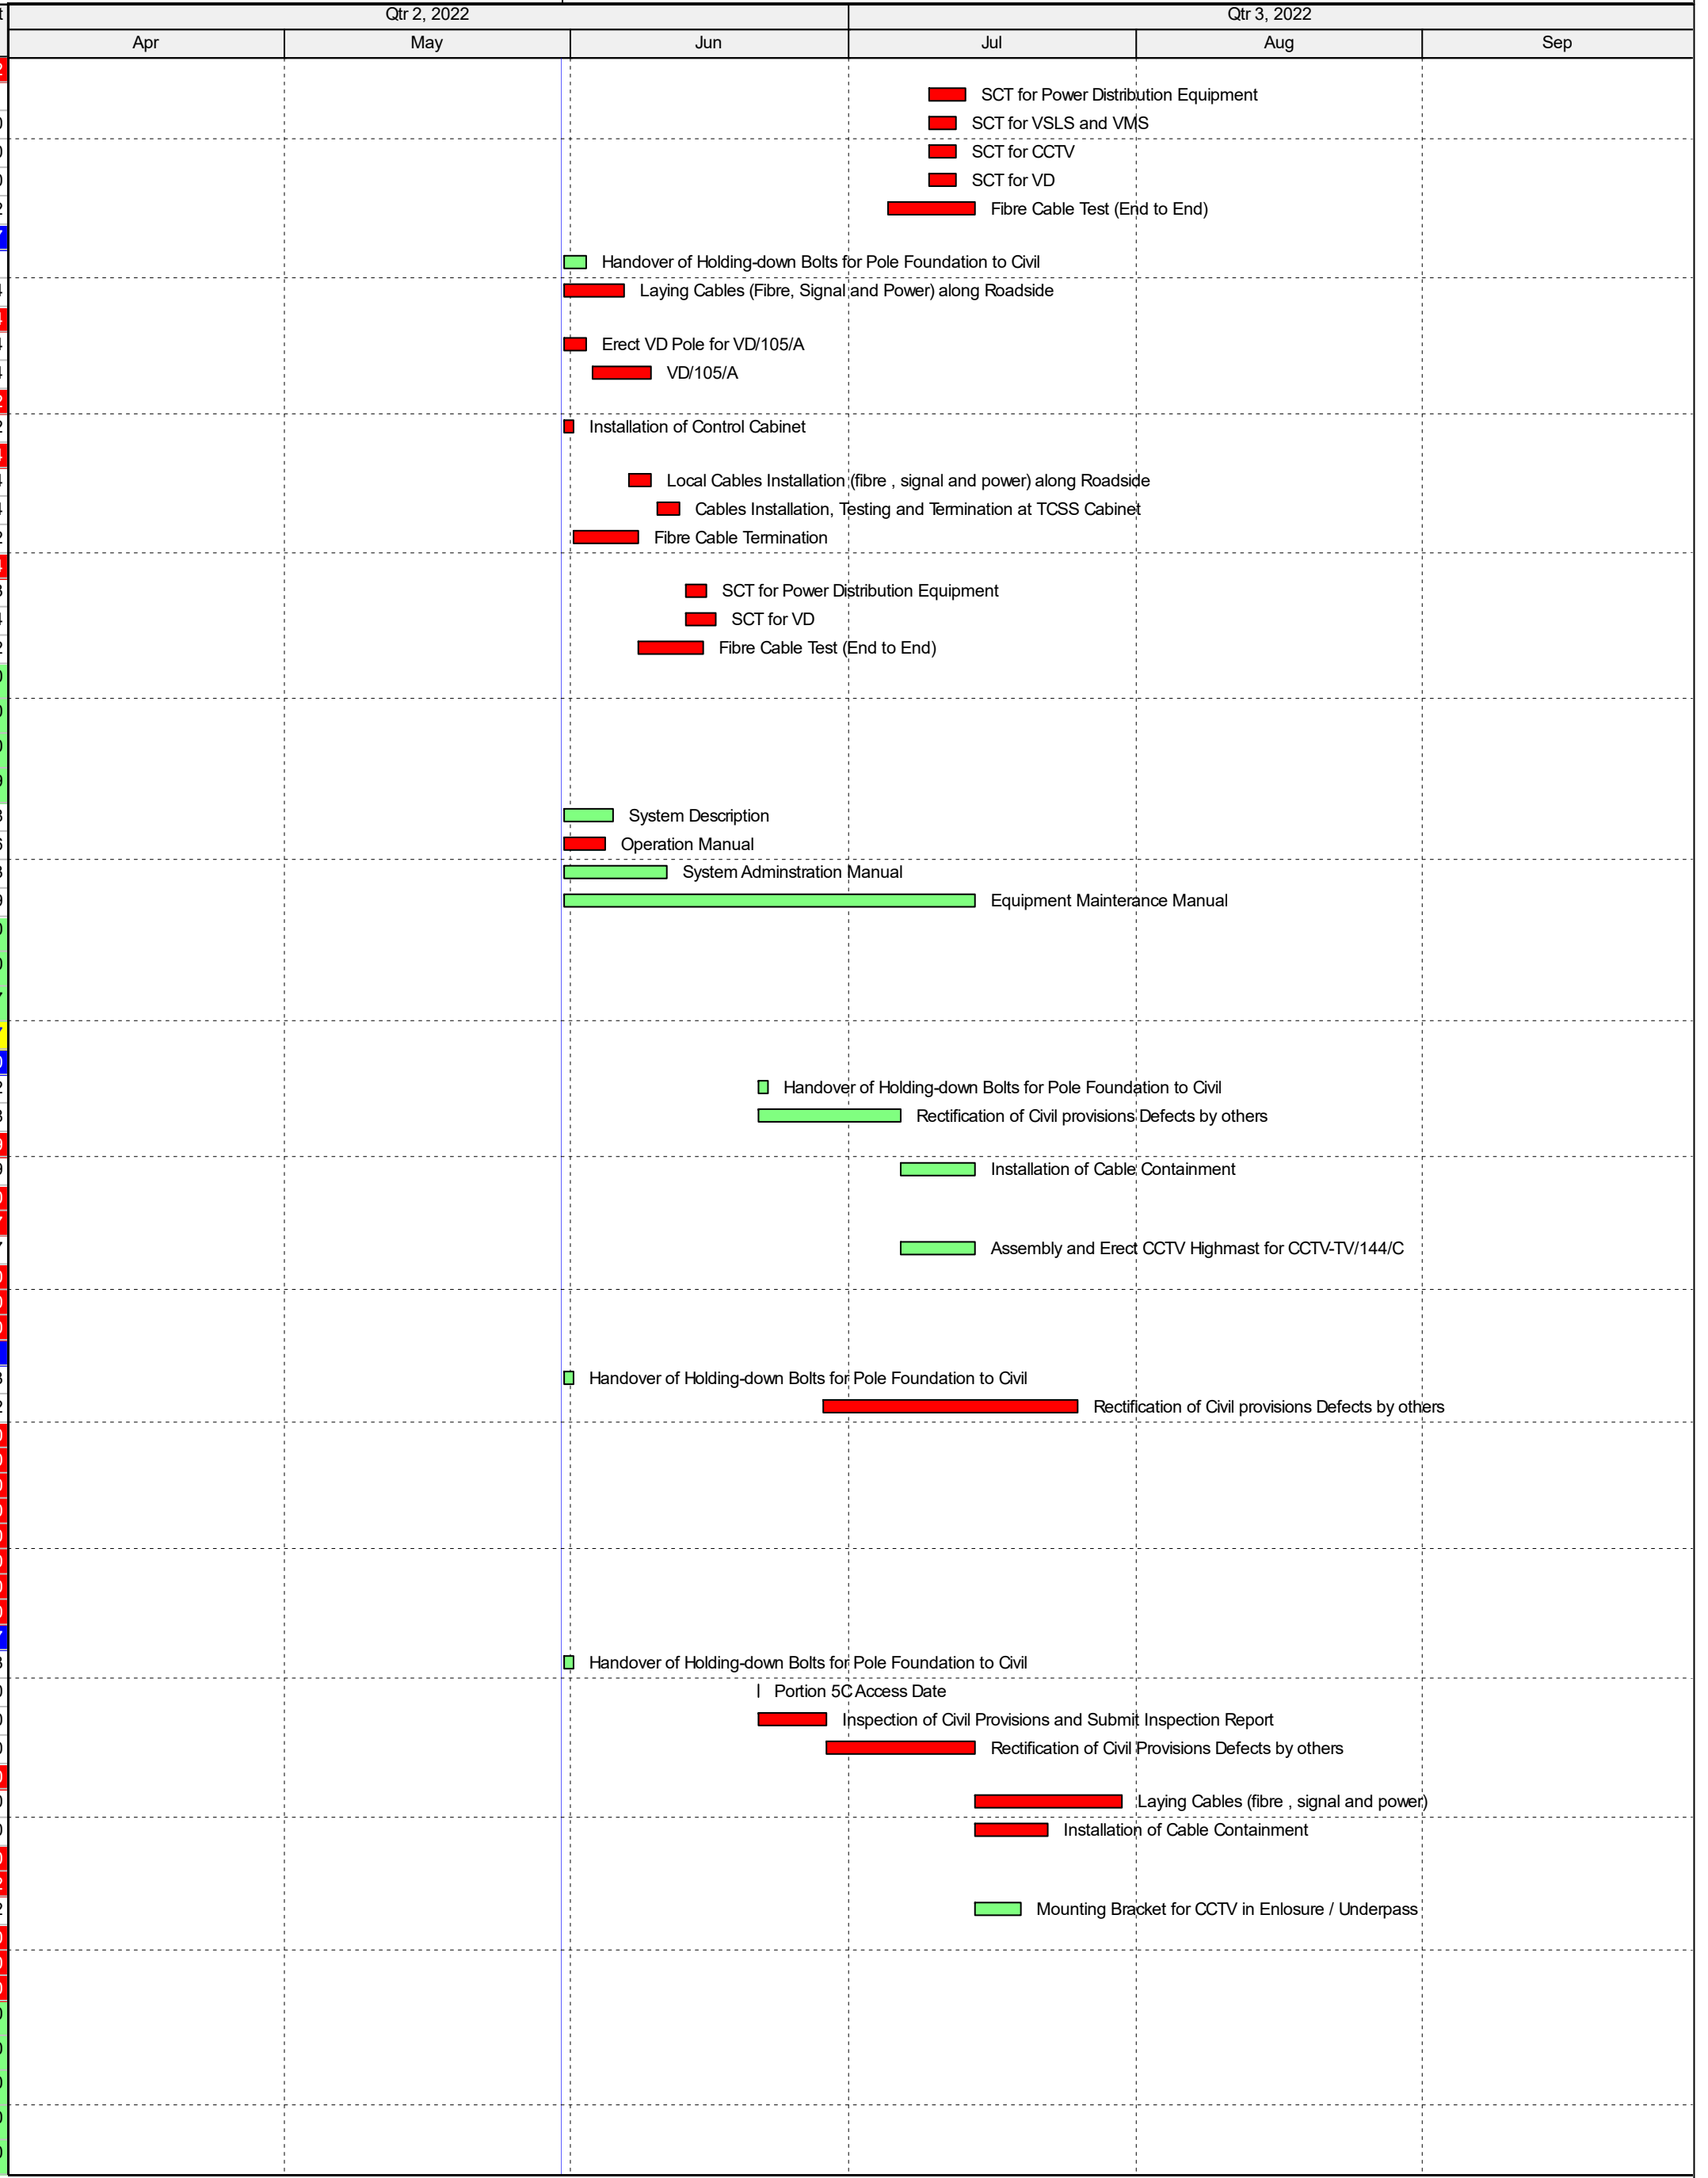 Qtr 2, 2022 Qtr 3, 2022
Apr May Jun Jul Aug Sep
SCT for Power Distribution Equipment
SCT for VSLS and VMS
SCT for CCTV
SCT for VD
Fibre Cable Test (End to End)
Handover of Holding-down Bolts for Pole Foundation to Civil
Laying Cables (Fibre, Signal and Power) along Roadside
Erect VD Pole for VD/105/A
VD/105/A
Installation of Control Cabinet
Local Cables Installation (fibre , signal and power) along Roadside
Cables Installation, Testing and Termination at TCSS Cabinet
Fibre Cable Termination
SCT for Power Distribution Equipment
SCT for VD
Fibre Cable Test (End to End)
System Description
Operation Manual
System Adminstration Manual
Equipment Mainterance Manual
Handover of Holding-down Bolts for Pole Foundation to Civil
Rectification of Civil provisions Defects by others
Installation of Cable Containment
Assembly and Erect CCTV Highmast for CCTV-TV/144/C
Handover of Holding-down Bolts for Pole Foundation to Civil
Rectification of Civil provisions Defects by others
Handover of Holding-down Bolts for Pole Foundation to Civil
Portion 5C Access Date
Inspection of Civil Provisions and Submit Inspection Report
Rectification of Civil Provisions Defects by others
Laying Cables (fibre , signal and power)
Installation of Cable Containment
Mounting Bracket for CCTV in Enlosure / Underpass